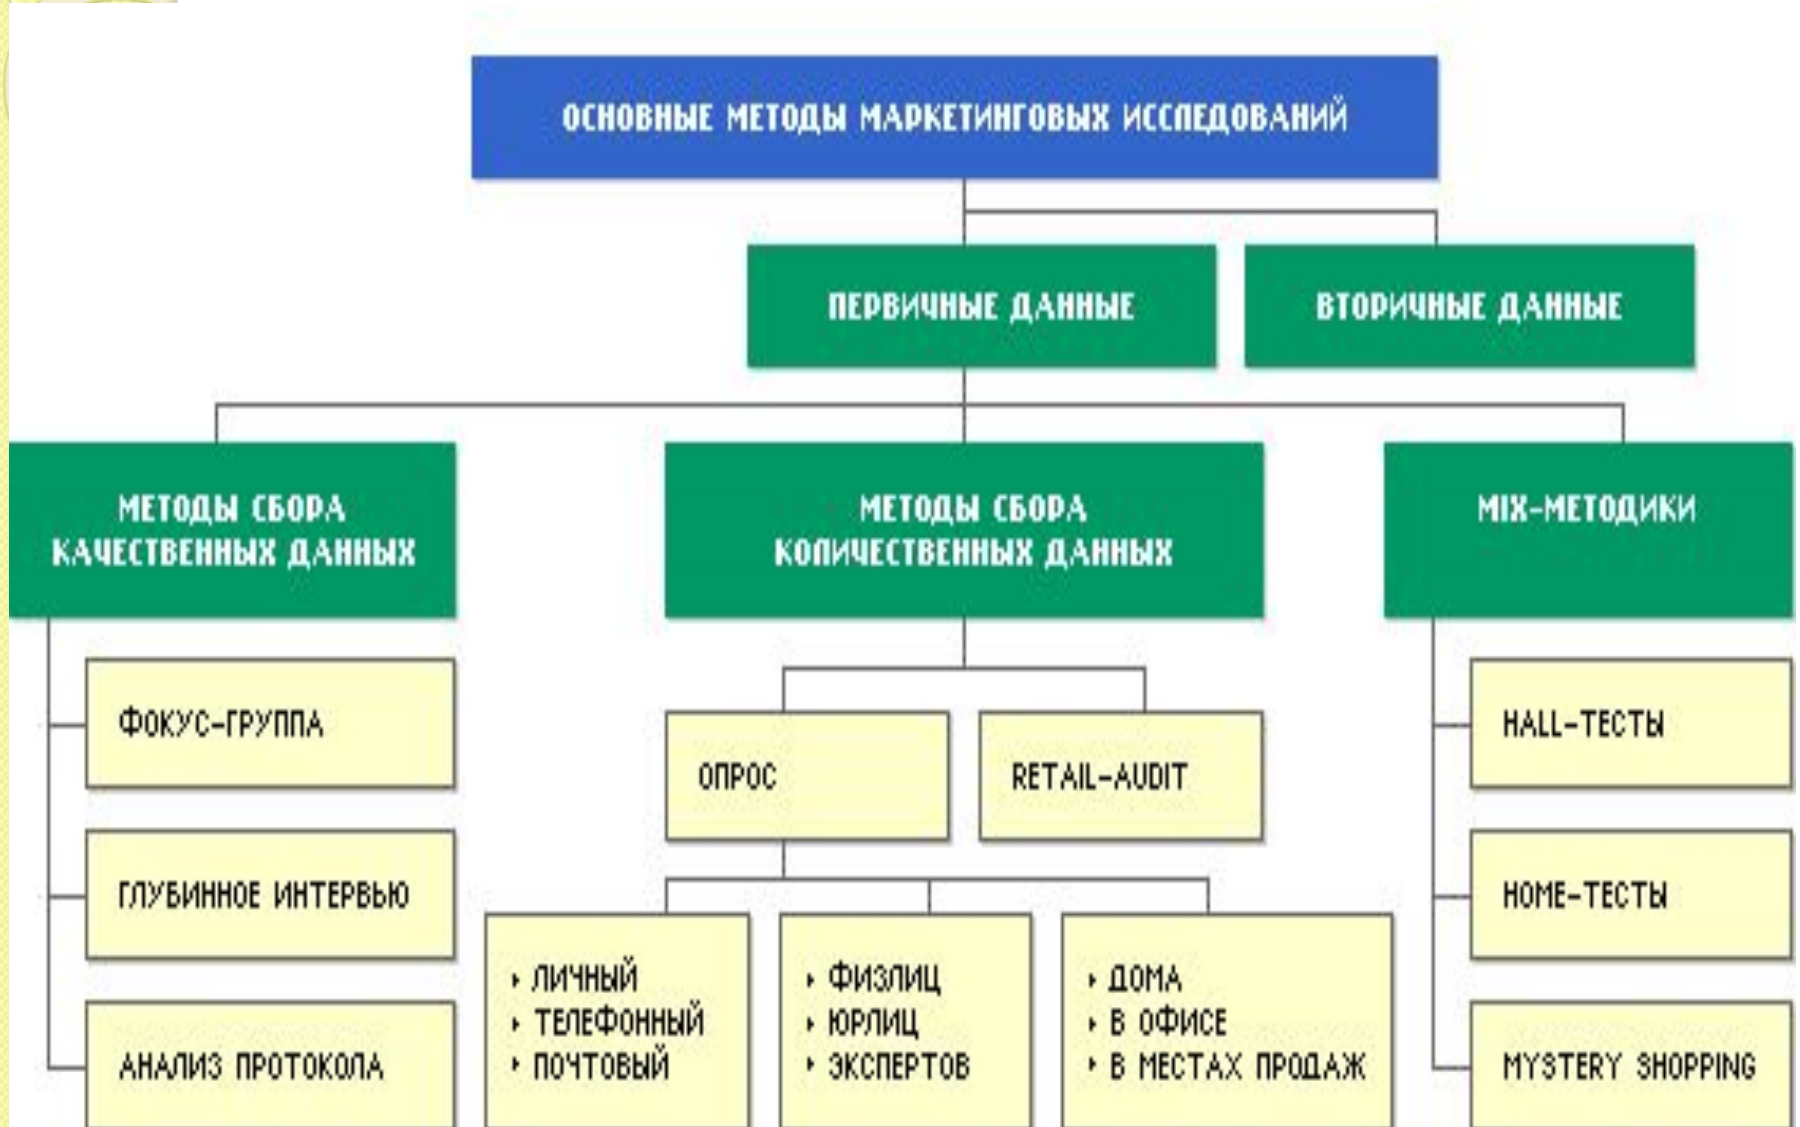 ОСНОВНЫЕ МЕТОДЫ МАРКЕТИНГОВЫХ ИССЛЕДОВАНИЙ
ПЕРВИЧНЫЕ ДАННЫЕ
ВТОРИЧНЫЕ ДАННЫЕ
МЕТОДЫ СБОРА
КАЧЕСТВЕННЫХ ДАННЫХ
МЕТОДЫ СБОРА
КОЛИЧЕСТВЕННЫХ ДАННЫХ
MIX-МЕТОДИКИ
ФОКУС-ГРУППА
ГЛУБИННОЕ ИНТЕРВЬЮ
АНАЛИЗ ПРОТОКОЛА
ОПРОС
RETAIL-AUDIT
‣ ЛИЧНЫЙ
‣ ТЕЛЕФОННЫЙ
‣ ПОЧТОВЫЙ
‣ ФИЗЛИЦ
‣ ЮРЛИЦ
‣ ЭКСПЕРТОВ
‣ ДОМА
‣ В ОФИСЕ
‣ В МЕСТАХ ПРОДАЖ
HALL-ТЕСТЫ
HOME-ТЕСТЫ
MYSTERY SHOPPING